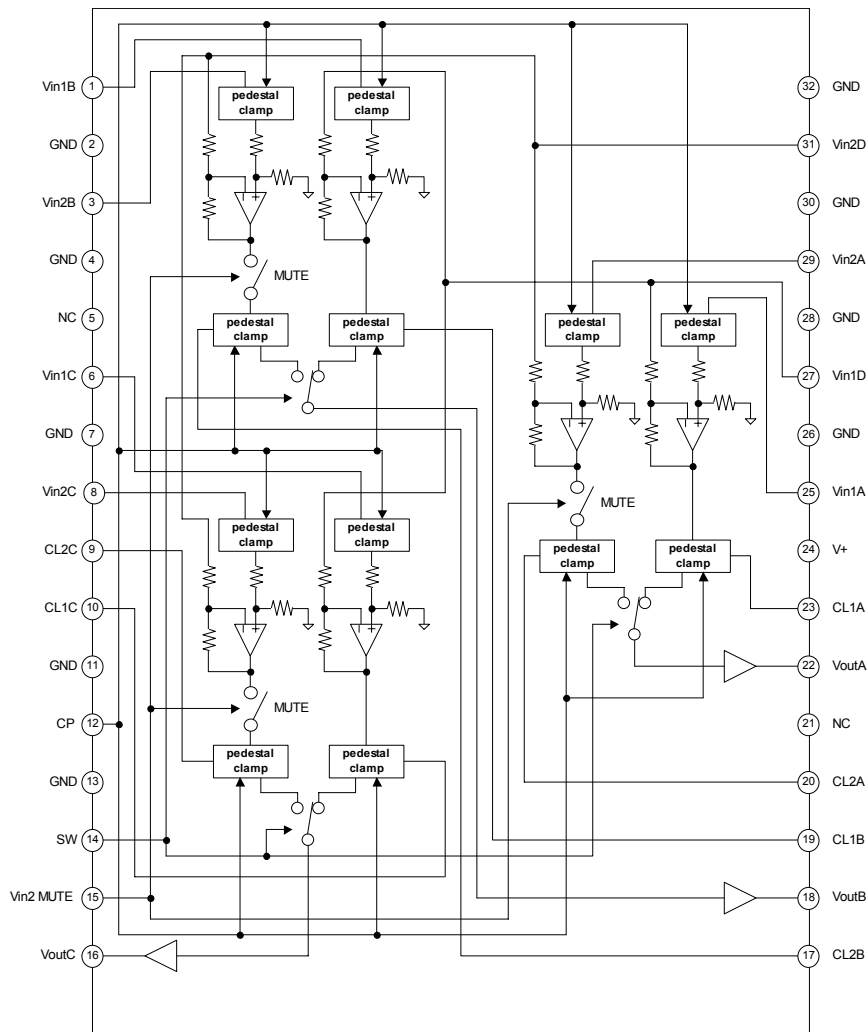 Vin1B
1
GND
2
Vin2B
3
GND
4
NC
5
Vin1C
6
GND
7
Vin2C
8
CL2C
9
CL1C
10
GND
11
CP
12
GND
13
SW
14
Vin2 MUTE
15
VoutC
16
pedestal
clamp
pedestal
clamp
MUTE
pedestal
clamp
pedestal
clamp
pedestal
clamp
pedestal
clamp
MUTE
pedestal
clamp
pedestal
clamp
pedestal
clamp
pedestal
clamp
MUTE
pedestal
clamp
pedestal
clamp
32
GND
31
Vin2D
30
GND
29
Vin2A
28
GND
27
Vin1D
26
GND
25
Vin1A
24
V+
23
CL1A
22
VoutA
21
NC
20
CL2A
19
CL1B
18
VoutB
17
CL2B